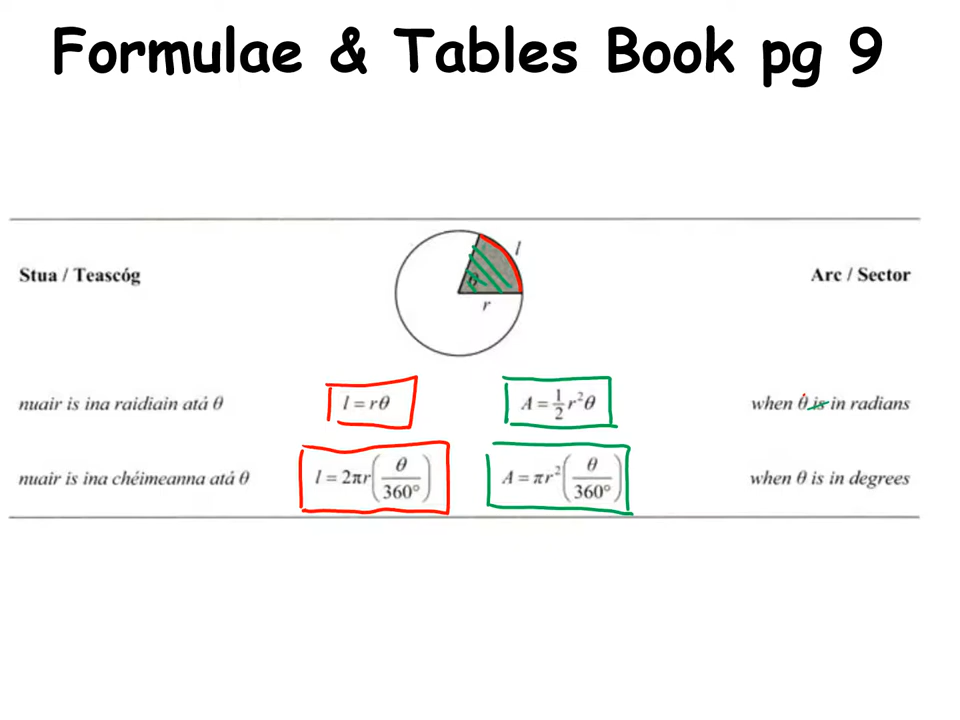 Formulae & Tables Book pg 9
l
Stua / Teascóg
Arc / Sector
θ
r
nuair is ina raidiain atá θ l = rθ A = ½r²θ when θ is in radians
nuair is ina chéimeanna atá θ l = 2πr(θ/360°) A = πr²(θ/360°) when θ is in degrees